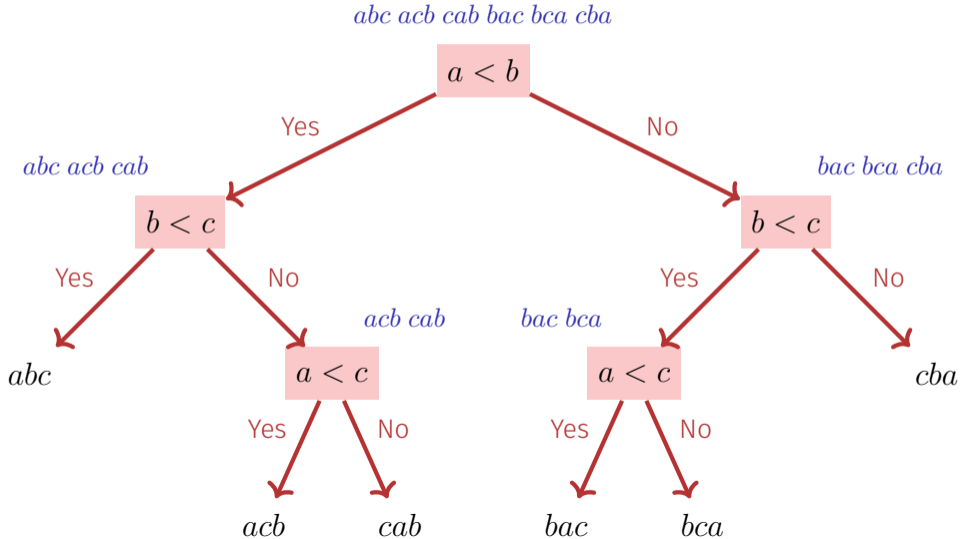 abc acb cab bac bca cba
a < b
Yes
No
abc acb cab
bac bca cba
b < c
b < c
Yes
No
Yes
No
acb cab
bac bca
abc
a < c
a < c
cba
Yes
No
Yes
No
acb
cab
bac
bca